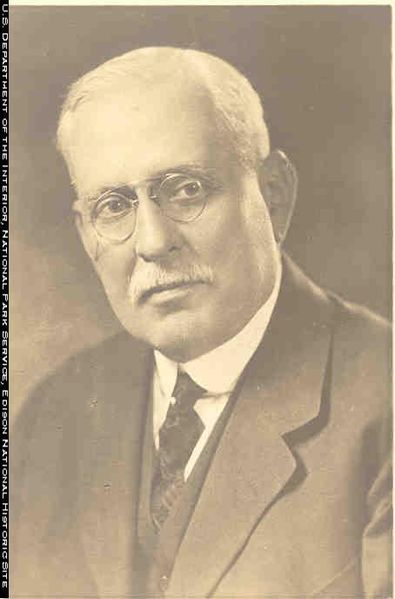 U.S. Department of the Interior, National Park Service, Edison National Historic Site